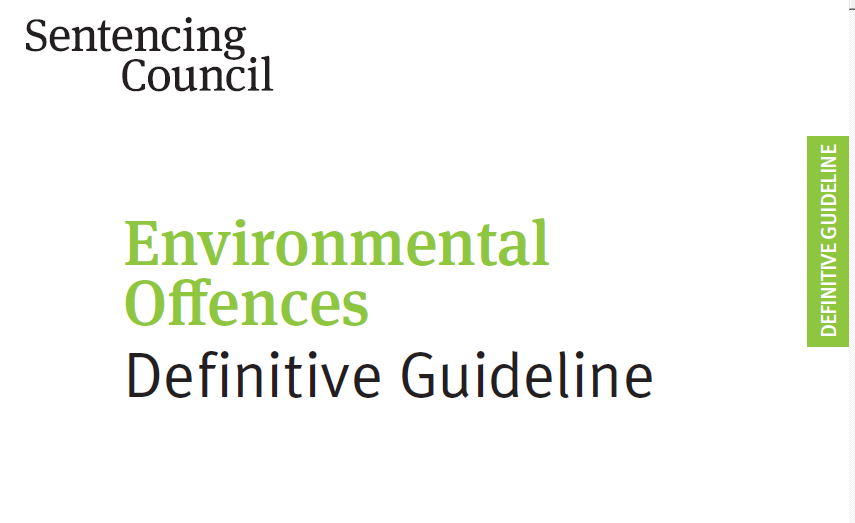 Sentencing
Council
DEFINITIVE GUIDELINE
Environmental
Offences
Definitive Guideline